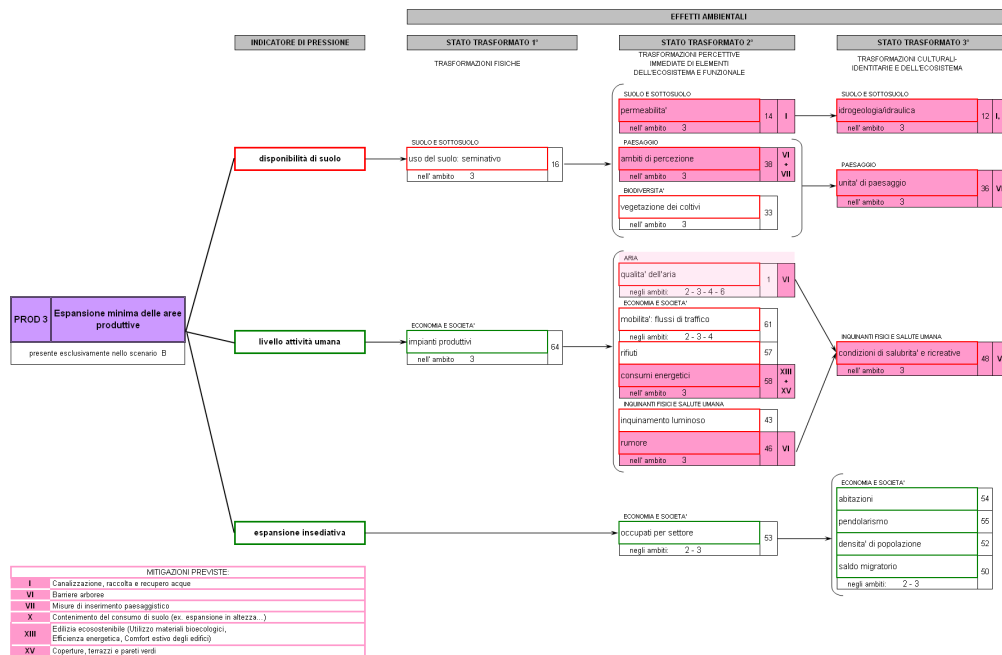 EFFETTI AMBIENTALI
INDICATORE DI PRESSIONE
STATO TRASFORMATO 1°
STATO TRASFORMATO 2°
STATO TRASFORMATO 3°
TRASFORMAZIONI FISICHE
TRASFORMAZIONI PERCETTIVE
IMMEDIATE DI ELEMENTI
DELL'ECOSISTEMA E FUNZIONALE
TRASFORMAZIONI CULTURALI-
IDENTITARIE E DELL'ECOSISTEMA
PROD 3
Espansione minima delle aree
produttive
presente esclusivamente nello scenario B
disponibilità di suolo
SUOLO E SOTTOSUOLO
uso del suolo: seminativo
16
nell' ambito 3
SUOLO E SOTTOSUOLO
permeabilita'
14
I
nell' ambito 3
PAESAGGIO
ambiti di percezione
38
VI
+
VII
nell' ambito 3
BIODIVERSITA'
vegetazione dei coltivi
33
nell' ambito 3
SUOLO E SOTTOSUOLO
idrogeologia/idraulica
12
I,
nell' ambito 3
PAESAGGIO
unita' di paesaggio
36
nell' ambito 3
livello attività umana
ECONOMIA E SOCIETA'
impianti produttivi
64
nell' ambito 3
ARIA
qualita' dell'aria
1
VI
negli ambiti: 2 - 3 - 4 - 6
ECONOMIA E SOCIETA'
mobilita': flussi di traffico
61
negli ambiti: 2 - 3 - 4
rifiuti
57
consumi energetici
58
XIII
+
XV
nell' ambito 3
INQUINANTI FISICI E SALUTE UMANA
inquinamento luminoso
43
rumore
46
VI
nell' ambito 3
INQUINANTI FISICI E SALUTE UMANA
condizioni di salubrita' e ricreative
48
nell' ambito 3
espansione insediativa
ECONOMIA E SOCIETA'
occupati per settore
53
negli ambiti: 2 - 3
ECONOMIA E SOCIETA'
abitazioni
54
pendolarismo
55
densita' di popolazione
52
saldo migratorio
50
negli ambiti: 2 - 3
MITIGAZIONI PREVISTE:
I Canalizzazione, raccolta e recupero acque
VI Barriere arboree
VII Misure di inserimento paesaggistico
X Contenimento del consumo di suolo (ex. espansione in altezza...)
XIII Edilizia ecosostenibile (Utilizzo materiali bioecologici,
Efficienza energetica, Comfort estivo degli edifici)
XV Coperture, terrazzi e pareti verdi